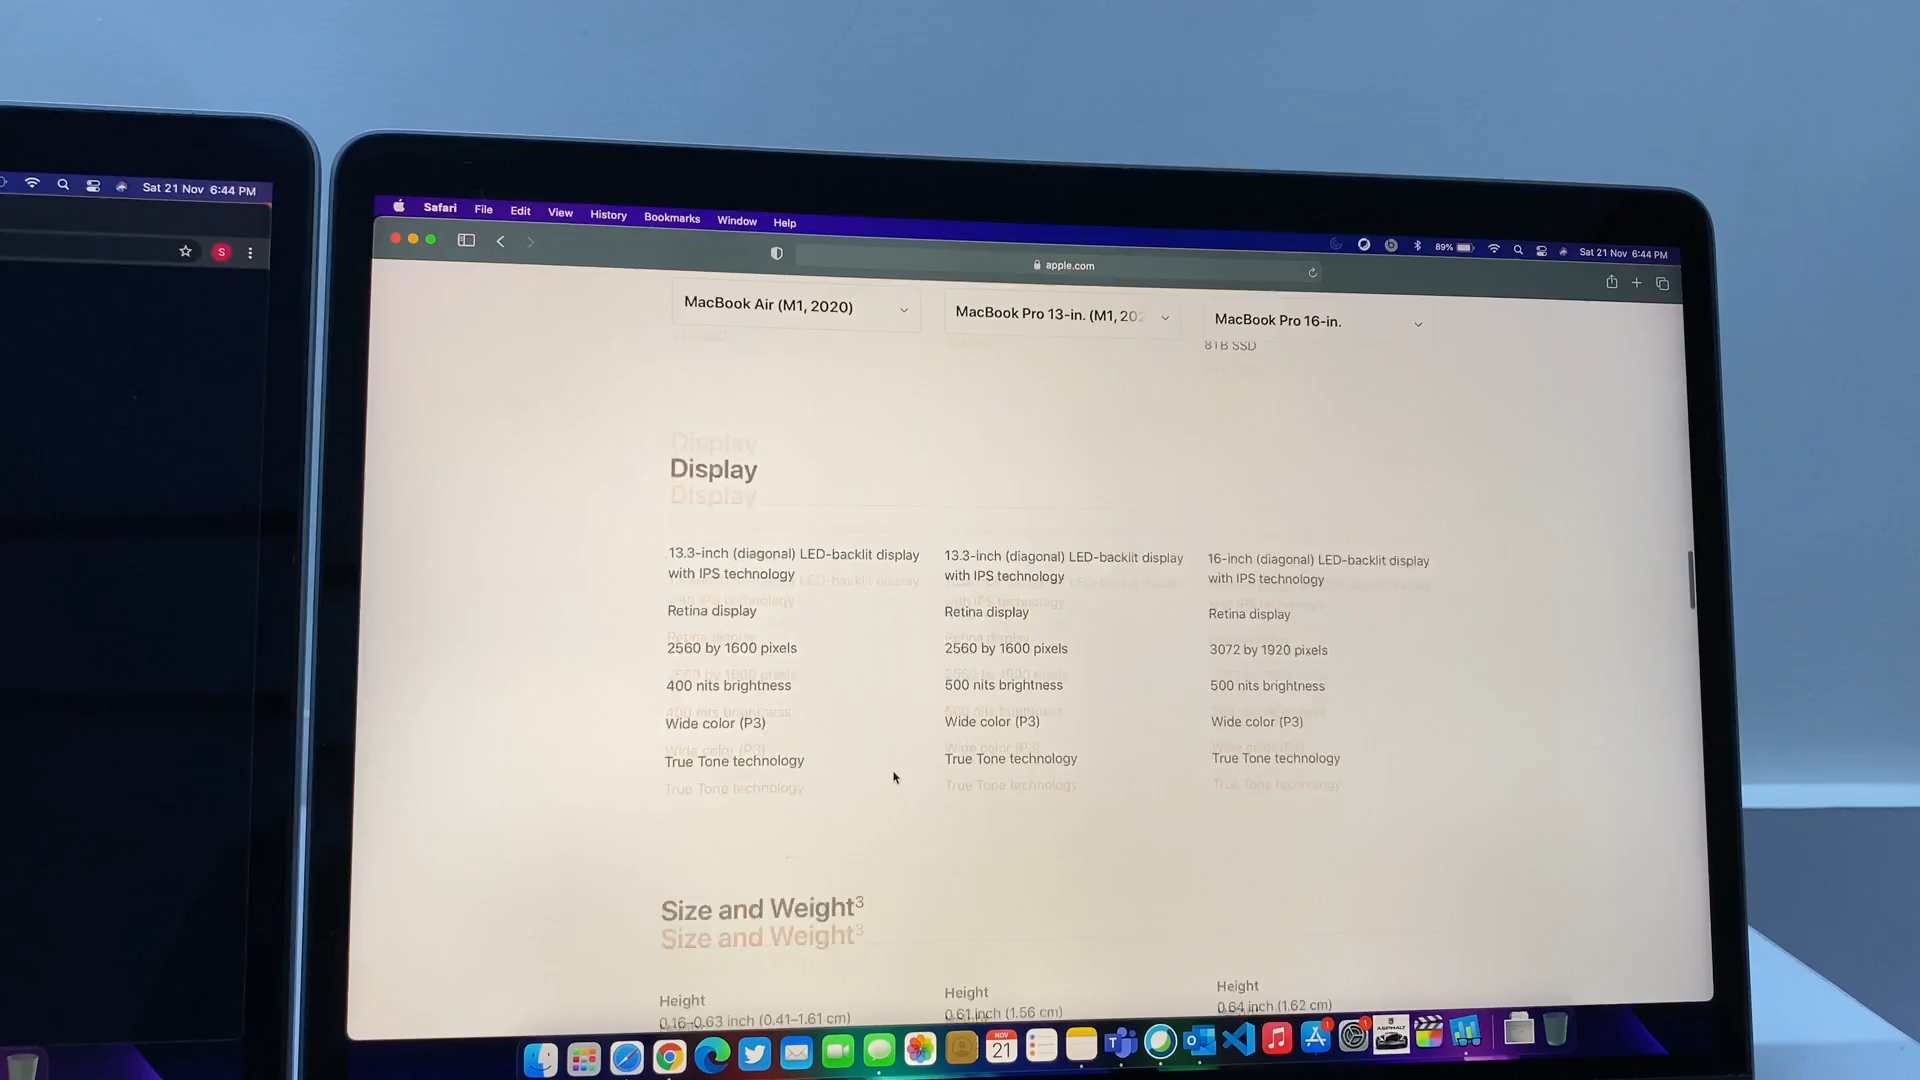 Sat 21 Nov 6:44 PM
S
Safari File Edit View History Bookmarks Window Help
89% Sat 21 Nov 6:44 PM
apple.com
MacBook Air (M1, 2020) MacBook Pro 13-in. (M1, 202 MacBook Pro 16-in.
8TB SSD
Display
13.3-inch (diagonal) LED-backlit display
with IPS technology
Retina display
2560 by 1600 pixels
400 nits brightness
Wide color (P3)
True Tone technology
13.3-inch (diagonal) LED-backlit display
with IPS technology
Retina display
2560 by 1600 pixels
500 nits brightness
Wide color (P3)
True Tone technology
16-inch (diagonal) LED-backlit display
with IPS technology
Retina display
3072 by 1920 pixels
500 nits brightness
Wide color (P3)
True Tone technology
Size and Weight³
Height
0.16–0.63 inch (0.41–1.61 cm)
Height
0.61 inch (1.56 cm)
Height
0.64 inch (1.62 cm)
NOV
21
ASPHALT